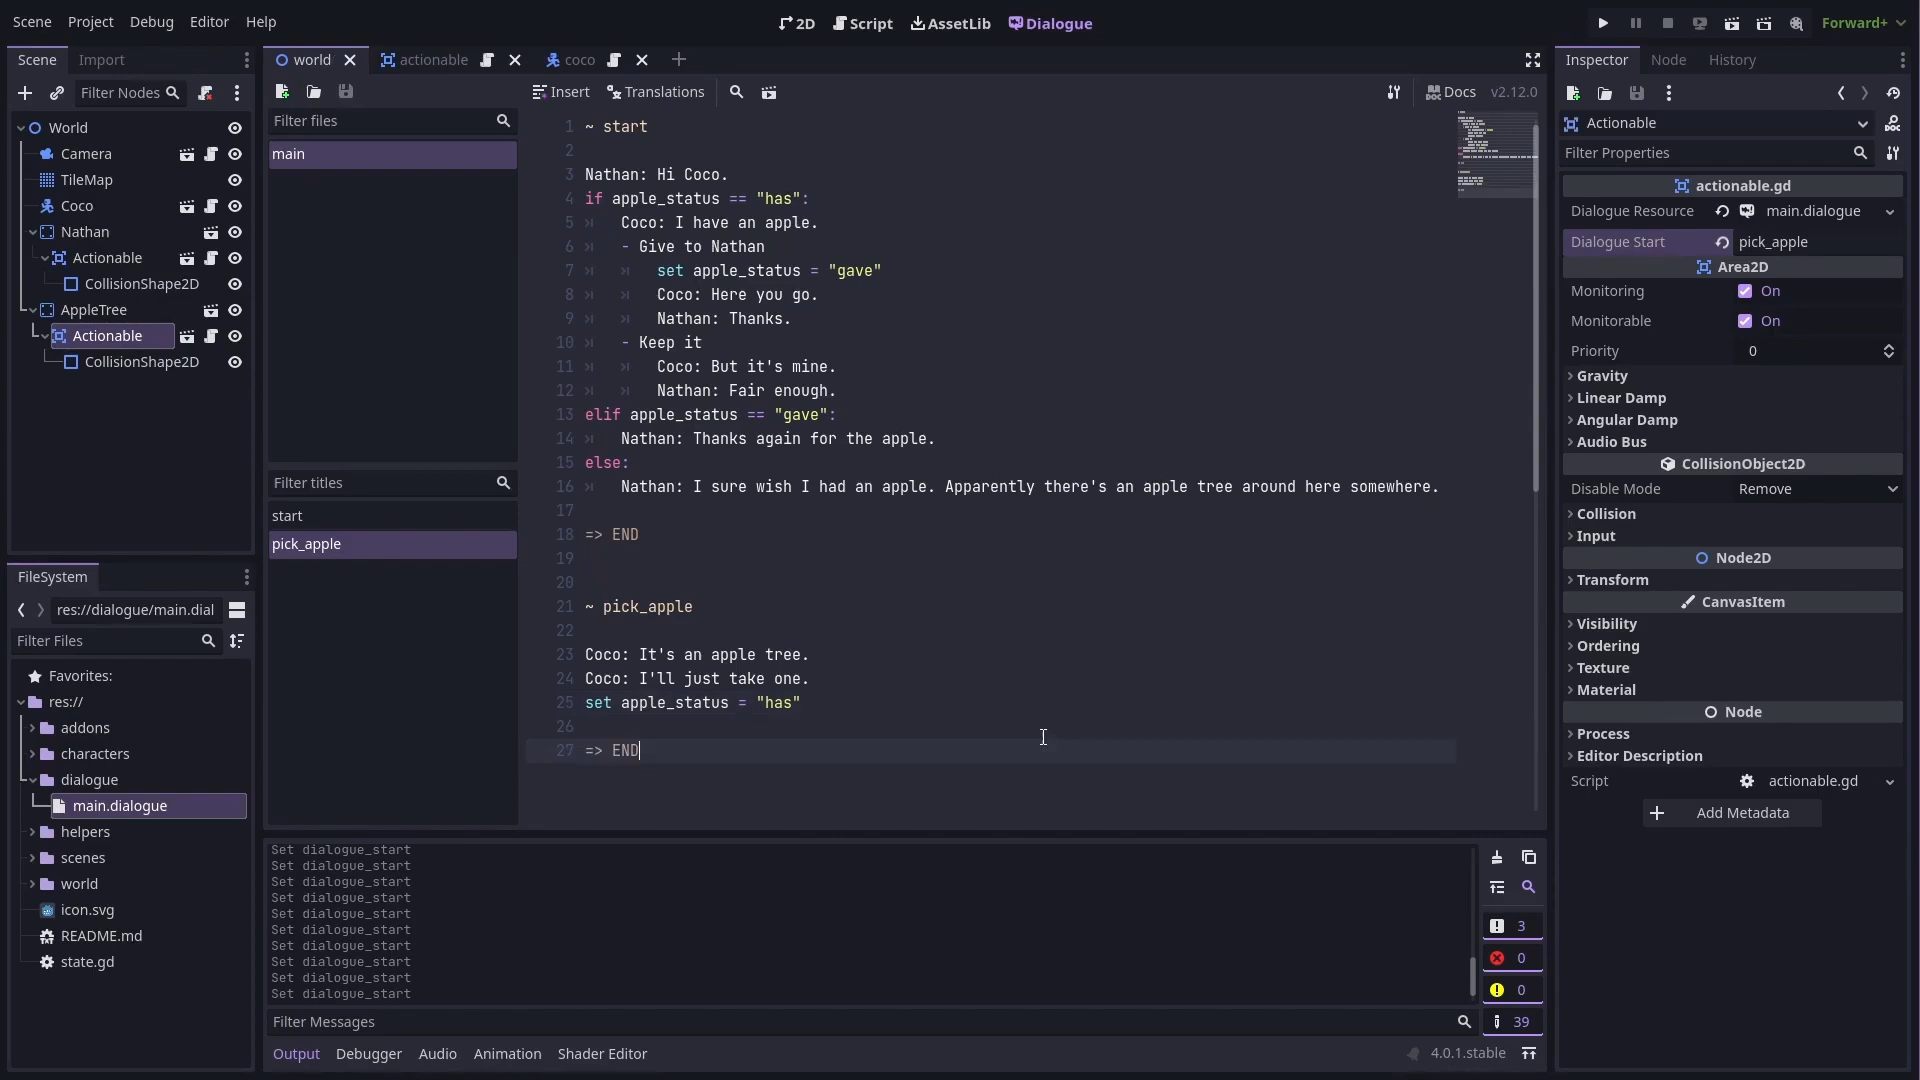 Scene Project Debug Editor Help
2D Script AssetLib Dialogue
Forward+
Scene Import
Filter Nodes
World
Camera
TileMap
Coco
Nathan
Actionable
CollisionShape2D
AppleTree
Actionable
CollisionShape2D
FileSystem
res://dialogue/main.dial
Filter Files
Favorites:
res://
addons
characters
dialogue
main.dialogue
helpers
scenes
world
icon.svg
README.md
state.gd
world actionable coco
Insert Translations Docs v2.12.0
Filter files
main
Filter titles
start
pick_apple
1 ~ start
2
3 Nathan: Hi Coco.
4 if apple_status == "has":
5 Coco: I have an apple.
6 - Give to Nathan
7 set apple_status = "gave"
8 Coco: Here you go.
9 Nathan: Thanks.
10 - Keep it
11 Coco: But it's mine.
12 Nathan: Fair enough.
13 elif apple_status == "gave":
14 Nathan: Thanks again for the apple.
15 else:
16 Nathan: I sure wish I had an apple. Apparently there's an apple tree around here somewhere.
17
18 => END
19
20
21 ~ pick_apple
22
23 Coco: It's an apple tree.
24 Coco: I'll just take one.
25 set apple_status = "has"
26
27 => END
Set dialogue_start
Set dialogue_start
Set dialogue_start
Set dialogue_start
Set dialogue_start
Set dialogue_start
Set dialogue_start
Set dialogue_start
Set dialogue_start
Set dialogue_start
3
0
0
39
Filter Messages
Output Debugger Audio Animation Shader Editor
4.0.1.stable
Inspector Node History
Actionable
Filter Properties
actionable.gd
Dialogue Resource main.dialogue
Dialogue Start pick_apple
Area2D
Monitoring On
Monitorable On
Priority 0
Gravity
Linear Damp
Angular Damp
Audio Bus
CollisionObject2D
Disable Mode Remove
Collision
Input
Node2D
Transform
CanvasItem
Visibility
Ordering
Texture
Material
Node
Process
Editor Description
Script actionable.gd
Add Metadata